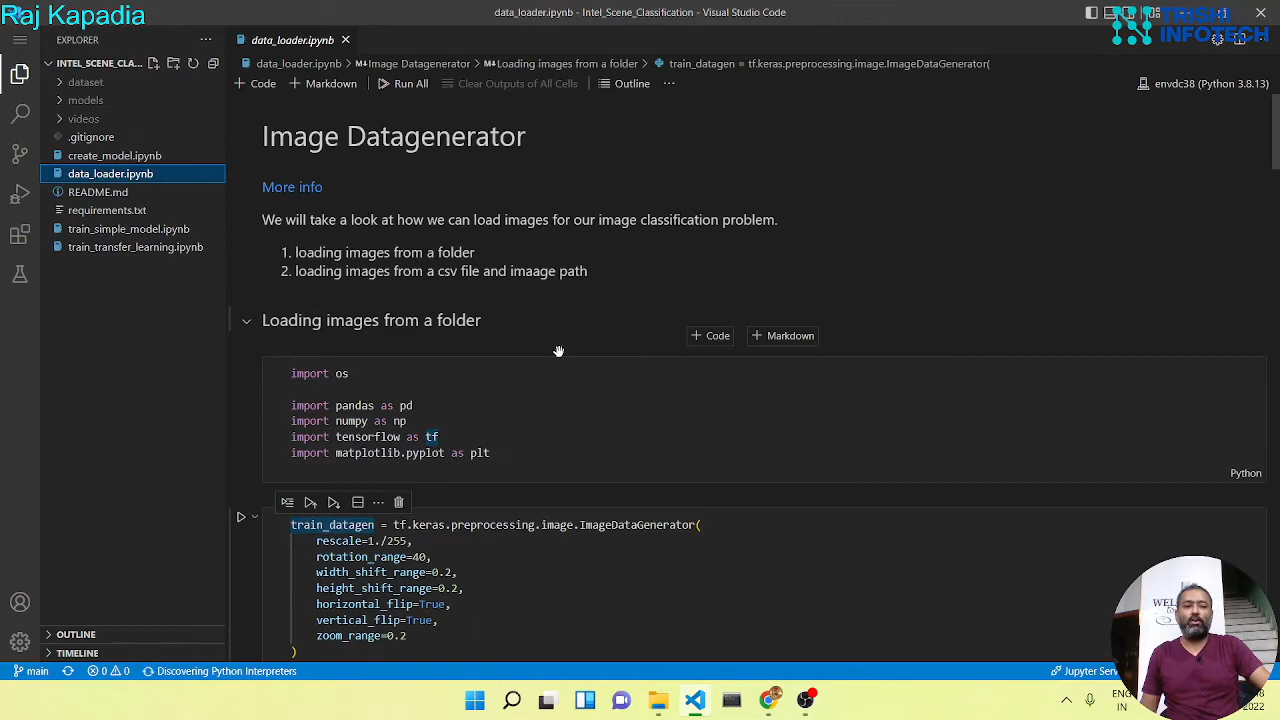 Raj Kapadia
data_loader.ipynb - Intel_Scene_Classification - Visual Studio Code
TRISHI
INFOTECH
EXPLORER
data_loader.ipynb
INTEL_SCENE_CLA...
data_loader.ipynb > Image Datagenerator > Loading images from a folder > train_datagen = tf.keras.preprocessing.image.ImageDataGenerator(
Code
Markdown
Run All
Clear Outputs of All Cells
Outline
envdc38 (Python 3.8.13)
dataset
models
videos
.gitignore
create_model.ipynb
data_loader.ipynb
README.md
requirements.txt
train_simple_model.ipynb
train_transfer_learning.ipynb
OUTLINE
TIMELINE
Image Datagenerator
More info
We will take a look at how we can load images for our image classification problem.
1. loading images from a folder
2. loading images from a csv file and imaage path
Loading images from a folder
Code
Markdown
import os
import pandas as pd
import numpy as np
import tensorflow as tf
import matplotlib.pyplot as plt
Python
train_datagen = tf.keras.preprocessing.image.ImageDataGenerator(
rescale=1./255,
rotation_range=40,
width_shift_range=0.2,
height_shift_range=0.2,
horizontal_flip=True,
vertical_flip=True,
zoom_range=0.2
)
main
0
0
Discovering Python Interpreters
Jupyter Serv
ENG
IN
2022